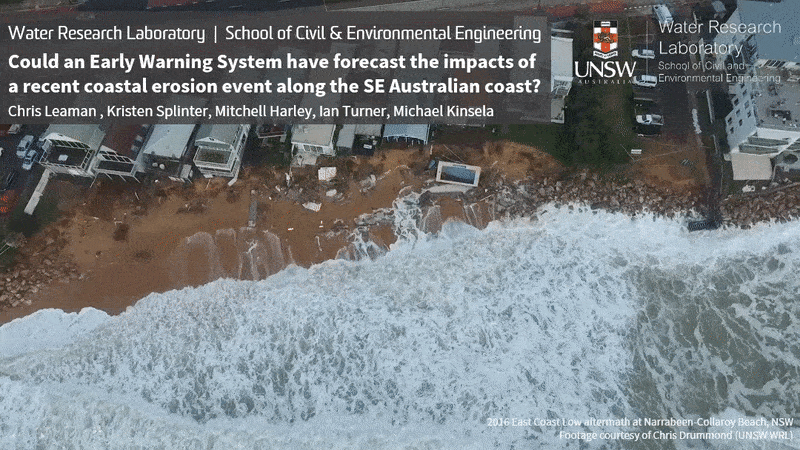 Water Research Laboratory | School of Civil & Environmental Engineering
Could an Early Warning System have forecast the impacts of
a recent coastal erosion event along the SE Australian coast?
Chris Leaman , Kristen Splinter, Mitchell Harley, Ian Turner, Michael Kinsela
UNSW
AUSTRALIA
Water Research
Laboratory
School of Civil and
Environmental Engineering
2016 East Coast Low aftermath at Narrabeen-Collaroy Beach, NSW
Footage courtesy of Chris Drummond (UNSW WRL)